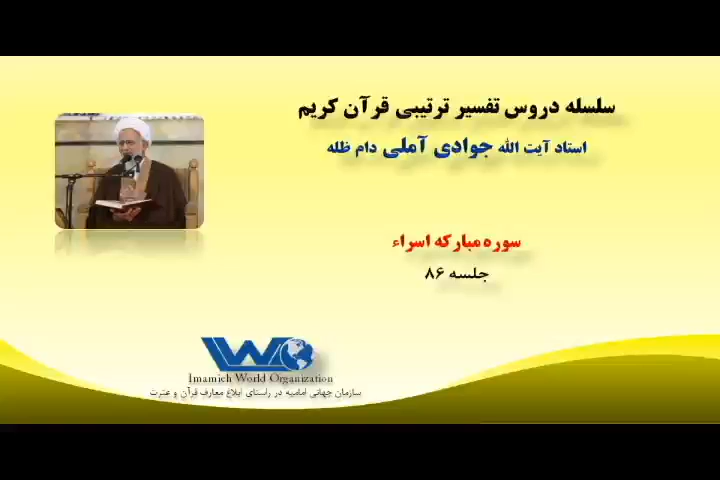 سلسله دروس تفسیر ترتیبی قرآن کریم
استاد آیت الله جوادی آملی دام ظله
سوره مبارکه اسراء
جلسه ۸۶
IWO
Imamieh World Organization
سازمان جهانی امامیه در راستای ابلاغ معارف قرآن و عترت